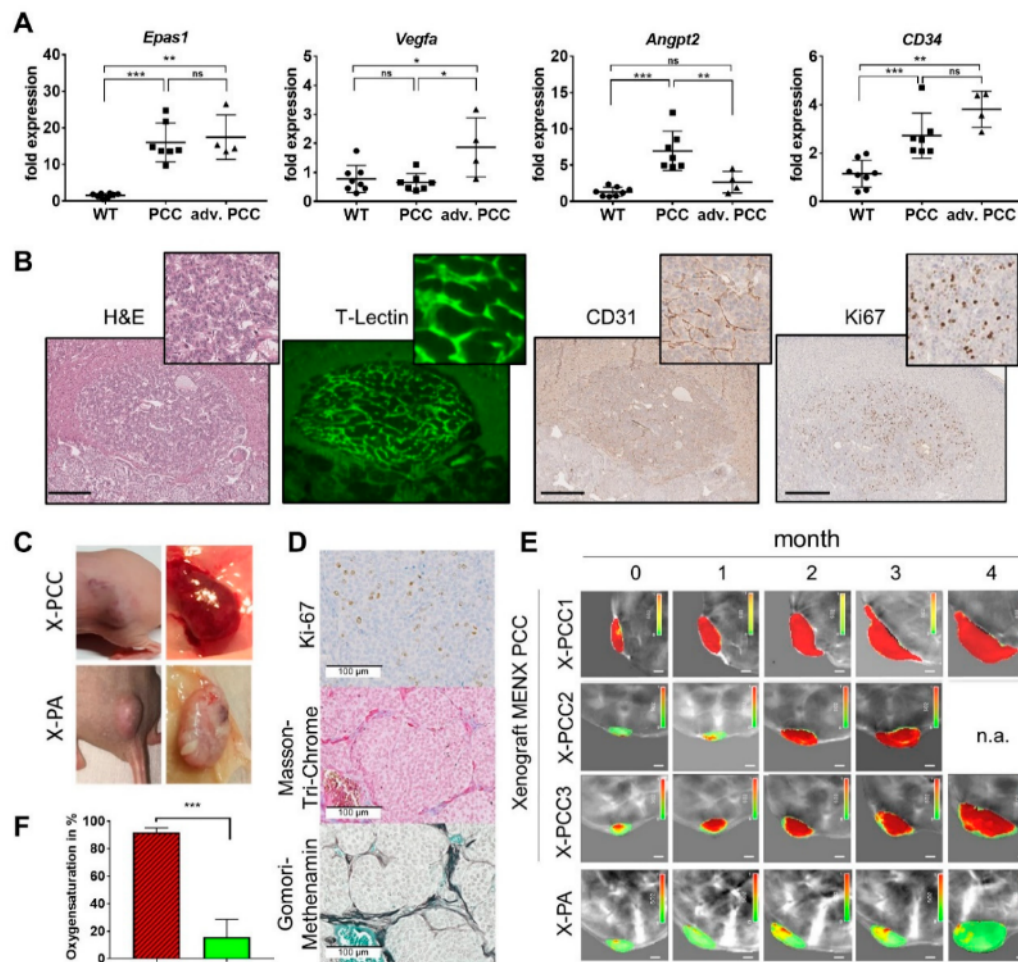 A
Epas1
Vegfa
Angpt2
CD34
fold expression
40
30
20
10
0
**
***
ns
WT
PCC
adv. PCC
fold expression
5
4
3
2
1
0
*
ns
*
WT
PCC
adv. PCC
fold expression
20
15
10
5
0
ns
***
**
WT
PCC
adv. PCC
fold expression
6
4
2
0
**
***
ns
WT
PCC
adv. PCC
B
H&E
T-Lectin
CD31
Ki67
C
X-PCC
X-PA
D
Ki-67
100 µm
Masson-
Tri-Chrome
100 µm
Gomori-
Methenamin
100 µm
E
month
0 1 2 3 4
Xenograft MENX PCC
X-PCC1
X-PCC2
n.a.
X-PCC3
X-PA
F
Oxygensaturation in %
100
80
60
40
20
0
***